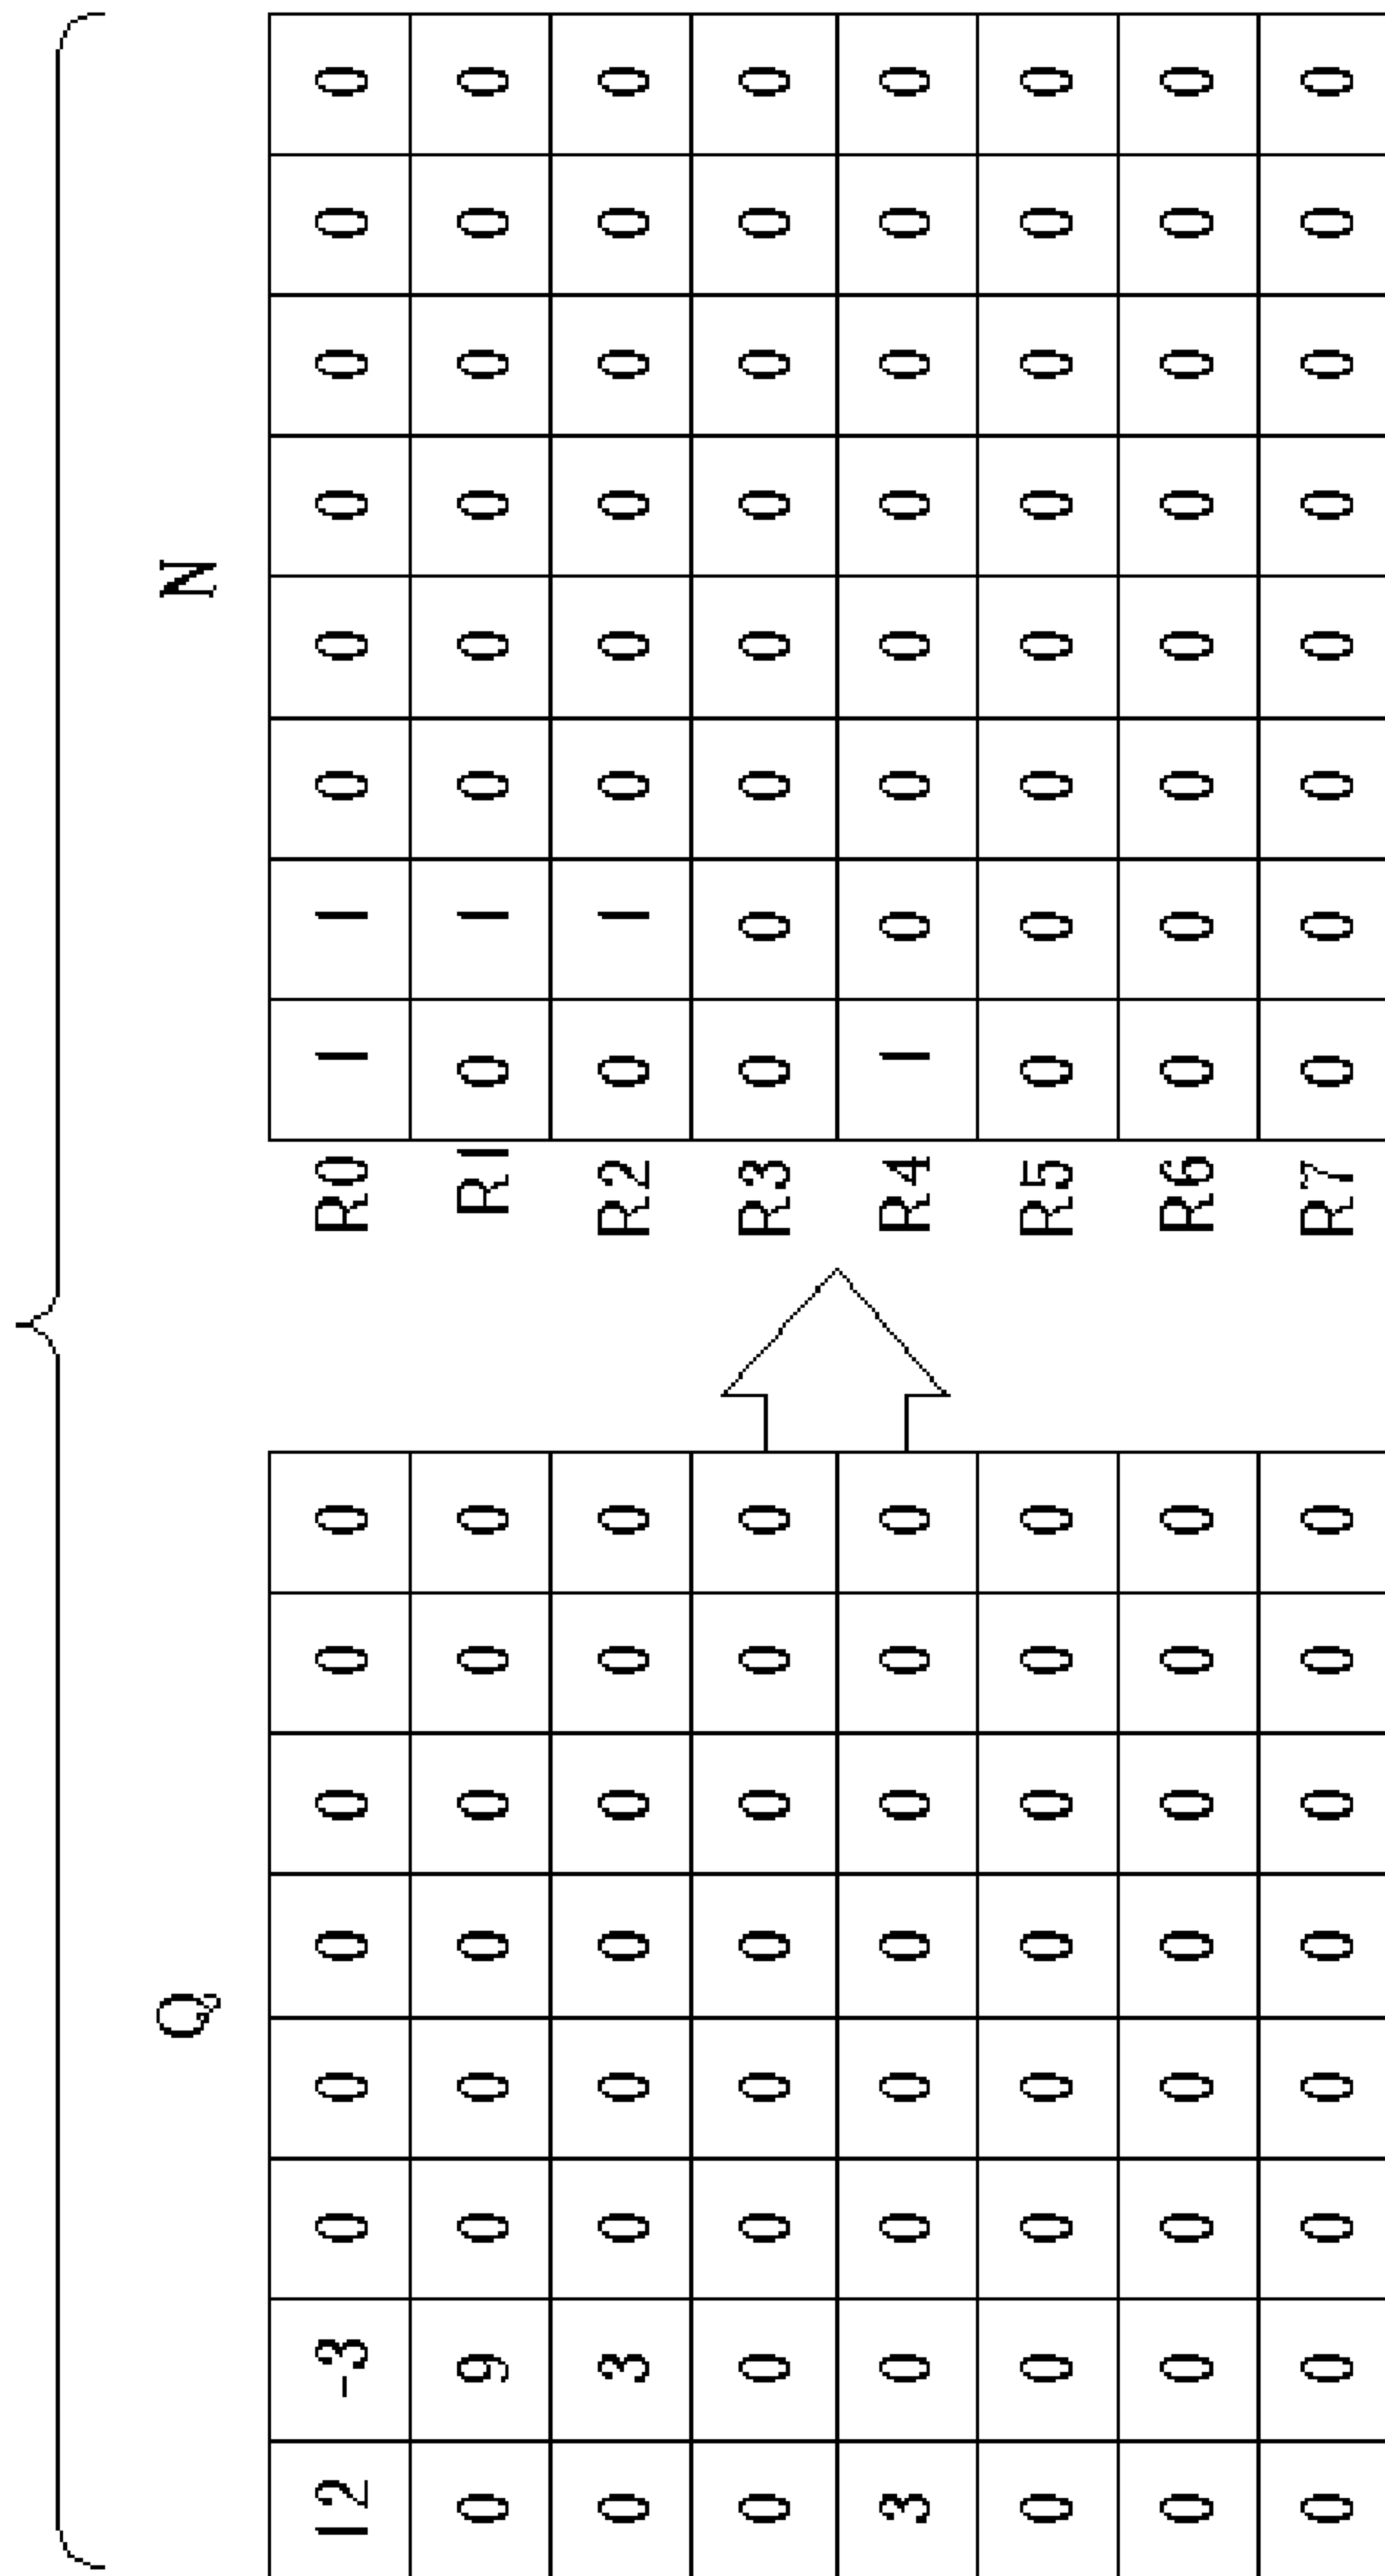 Q N
12 -3 0 0 0 0 0 0 R0 1 1 0 0 0 0 0 0
0 9 0 0 0 0 0 0 R1 0 1 0 0 0 0 0 0
0 3 0 0 0 0 0 0 R2 0 1 0 0 0 0 0 0
0 0 0 0 0 0 0 0 R3 0 0 0 0 0 0 0 0
3 0 0 0 0 0 0 0 R4 1 0 0 0 0 0 0 0
0 0 0 0 0 0 0 0 R5 0 0 0 0 0 0 0 0
0 0 0 0 0 0 0 0 R6 0 0 0 0 0 0 0 0
0 0 0 0 0 0 0 0 R7 0 0 0 0 0 0 0 0